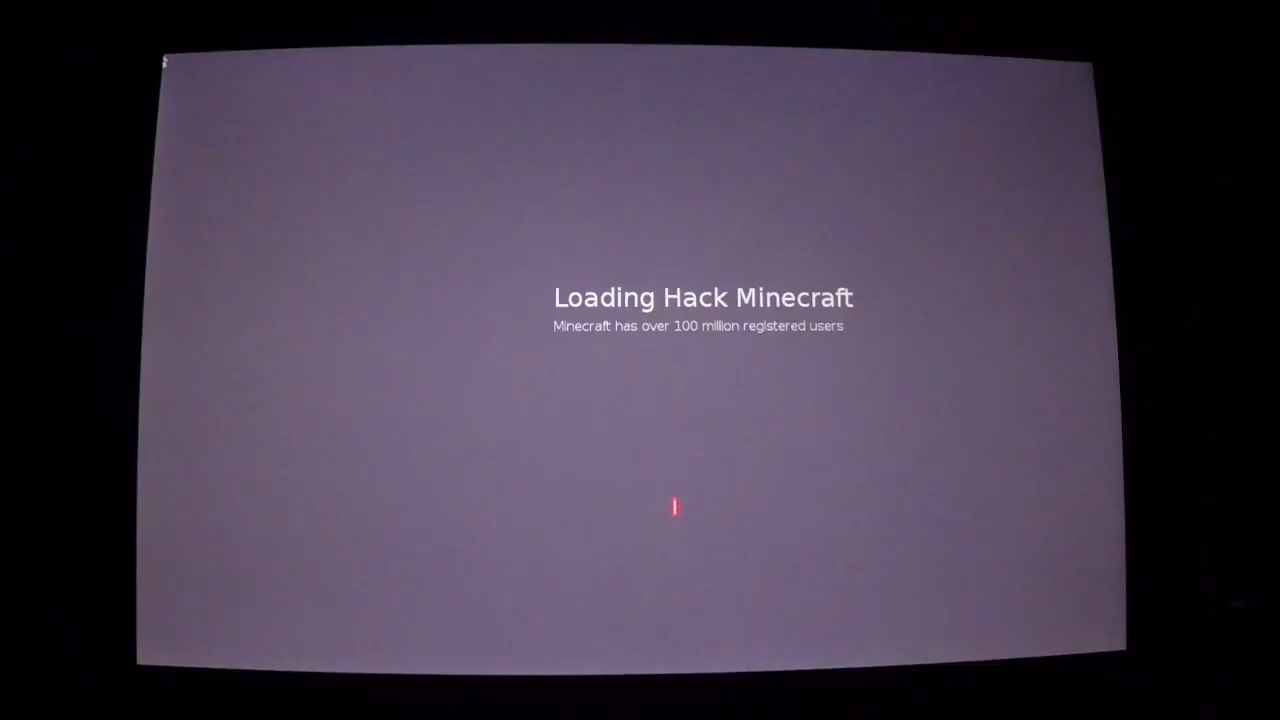 Loading Hack Minecraft
Minecraft has over 100 million registered users